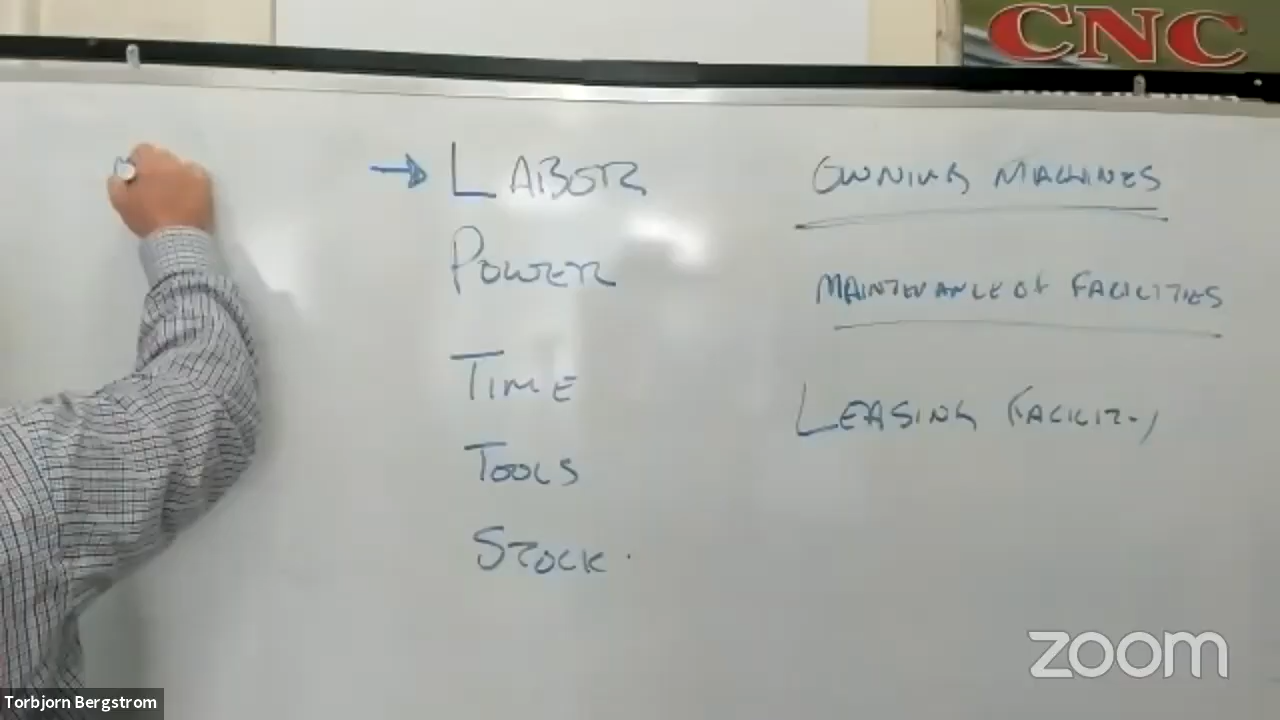 CNC
→ LABOR
OWNING MACHINES
POWER
MAINTENANCE OF FACILITIES
TIME
LEASING FACILITY
TOOLS
STOCK.
zoom
Torbjorn Bergstrom